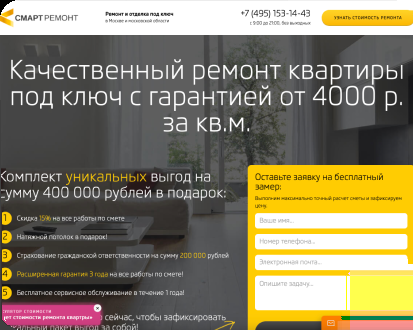 СМАРТ РЕМОНТ
Ремонт и отделка под ключ
в Москве и московской области
+7 (495) 153-14-43
с 9:00 до 21:00, без выходных
УЗНАТЬ СТОИМОСТЬ РЕМОНТА
Качественный ремонт квартиры
под ключ с гарантией от 4000 р.
за кв.м.
Комплект уникальных выгод на
сумму 400 000 рублей в подарок:
1 Скидка 15% на все работы по смете
2 Натяжной потолок в подарок!
3 Страхование гражданской ответственности на сумму 200 000 рублей
4 Расширенная гарантия 3 года на все работы по смете!
5 Бесплатное сервисное обслуживание в течение 1 года!
сейчас, чтобы зафиксировать
пакет выгод за собой!
стоимости
стоимости ремонта квартиры
Оставьте заявку на бесплатный
замер:
Выполним максимально точный расчет сметы и зафиксируем
цену.
Ваше имя...
Номер телефона...
Электронная почта...
Опишите задачу...